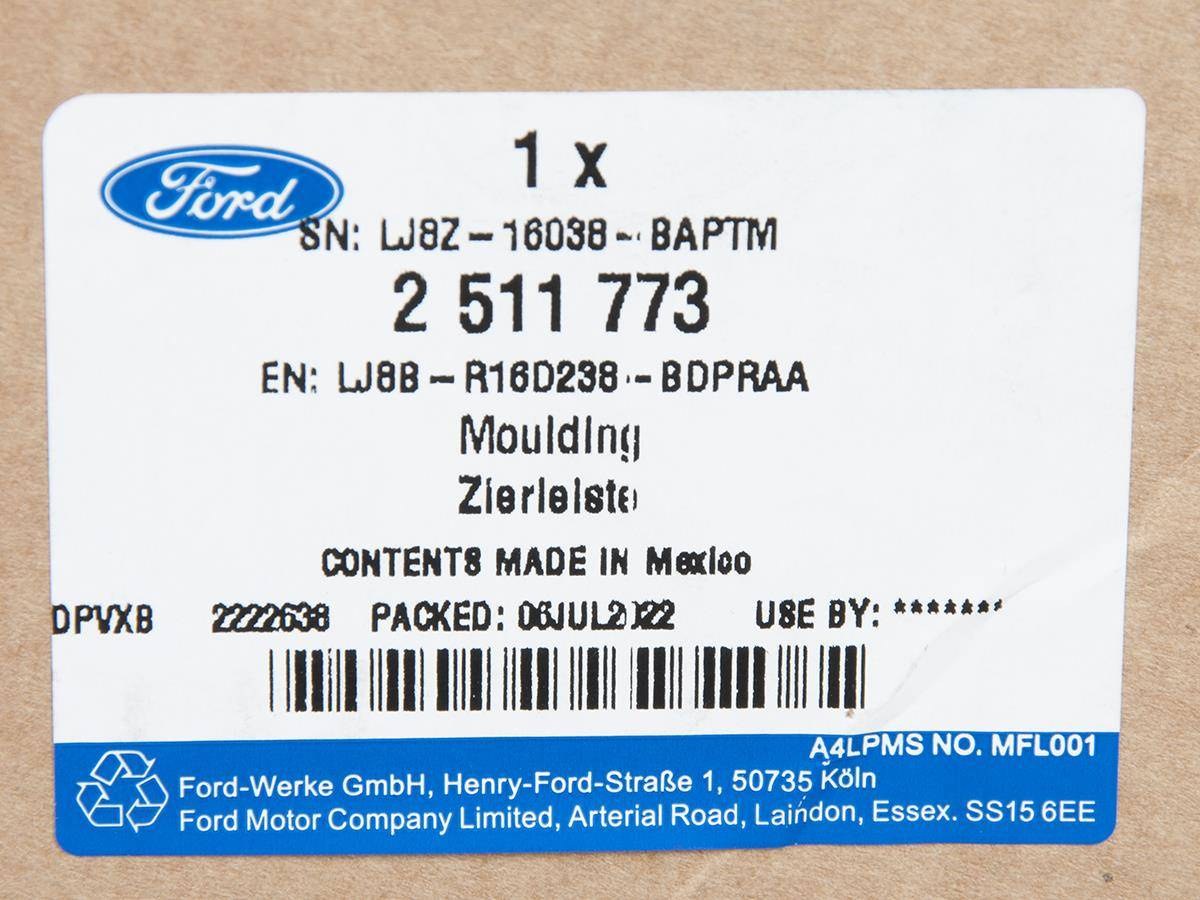 Ford
1 x
SN: LJ8Z - 16038 - BAPTM
2 511 773
EN: LJ8B - R16D238 - BDPRAA
Moulding
Zierleiste
CONTENTS MADE IN Mexico
DPVXB 2222638 PACKED: 06JUL2022 USE BY: *******
A4LPMS NO. MFL001
Ford-Werke GmbH, Henry-Ford-Straße 1, 50735 Köln
Ford Motor Company Limited, Arterial Road, Laindon, Essex. SS15 6EE